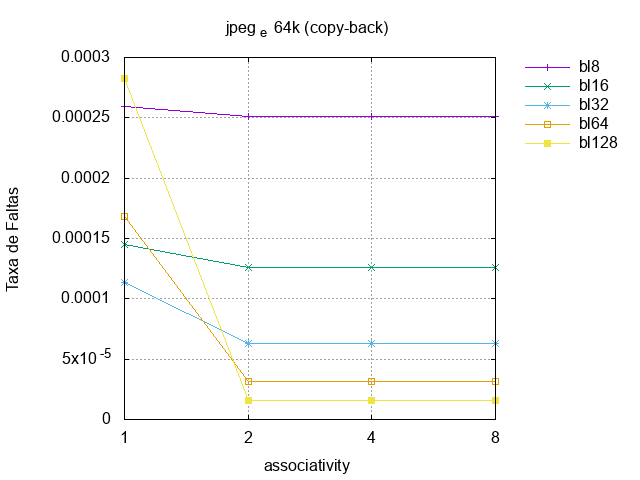 jpeg e 64k (copy-back)
0.0003
0.00025
0.0002
0.00015
0.0001
5x10-5
0
Taxa de Faltas
1 2 4 8
associativity
bl8
bl16
bl32
bl64
bl128